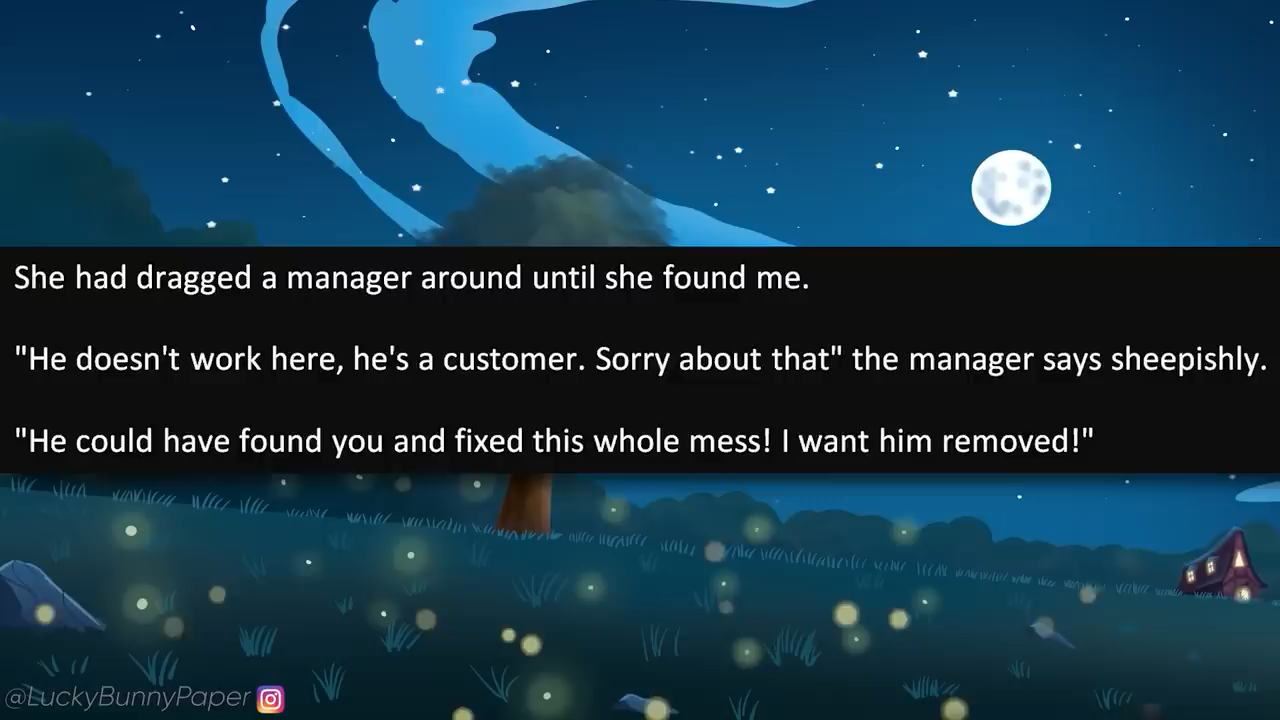 She had dragged a manager around until she found me.
"He doesn't work here, he's a customer. Sorry about that" the manager says sheepishly.
"He could have found you and fixed this whole mess! I want him removed!"
@LuckyBunnyPaper